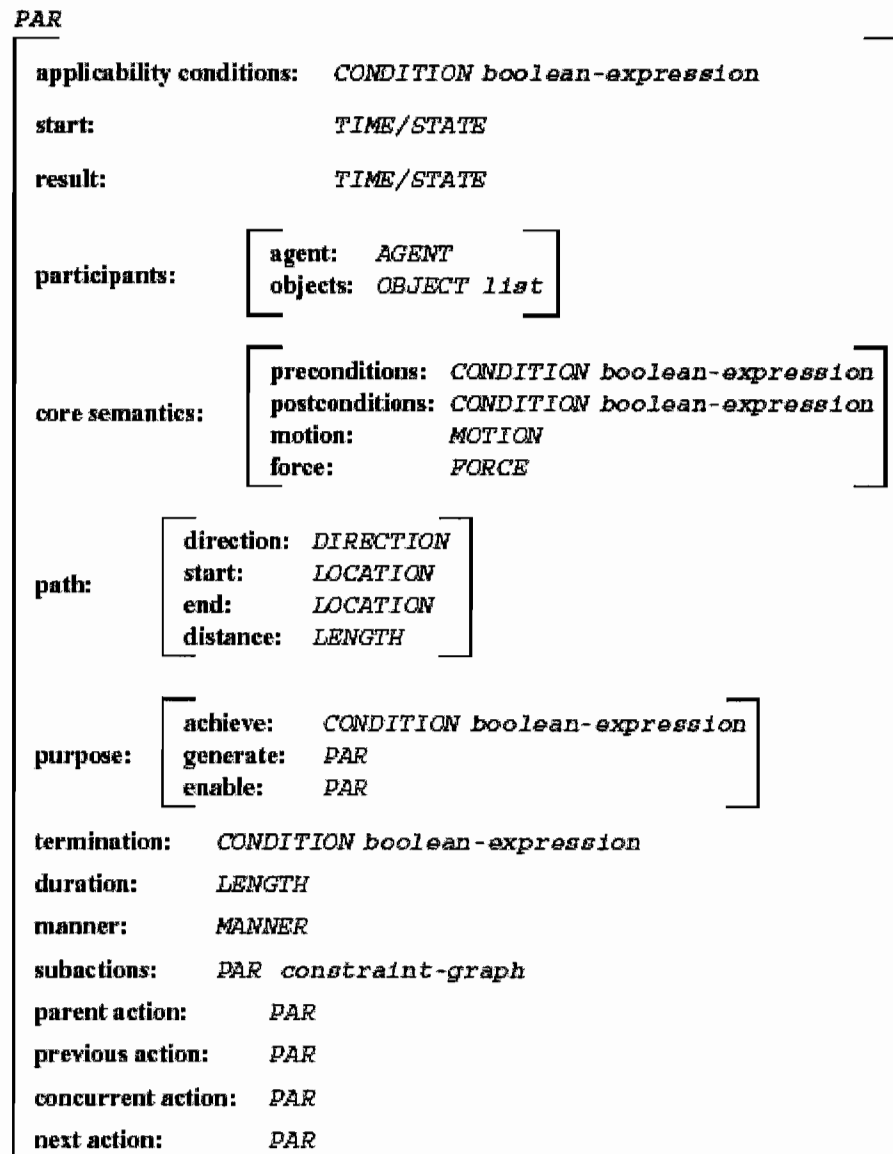 PAR
applicability conditions: CONDITION boolean-expression
start: TIME/STATE
result: TIME/STATE
participants:
agent: AGENT
objects: OBJECT list
core semantics:
preconditions: CONDITION boolean-expression
postconditions: CONDITION boolean-expression
motion: MOTION
force: FORCE
path:
direction: DIRECTION
start: LOCATION
end: LOCATION
distance: LENGTH
purpose:
achieve: CONDITION boolean-expression
generate: PAR
enable: PAR
termination: CONDITION boolean-expression
duration: LENGTH
manner: MANNER
subactions: PAR constraint-graph
parent action: PAR
previous action: PAR
concurrent action: PAR
next action: PAR